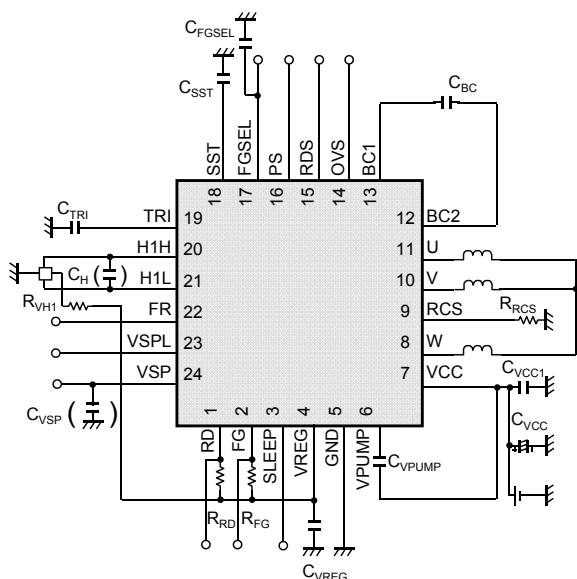 CFGSEL
CSST
CBC
SST
FGSEL
PS
RDS
OVS
BC1
18
17
16
15
14
13
CTRI
TRI
19
12
BC2
H1H
20
11
U
CH
( )
H1L
21
10
V
RVH1
FR
22
9
RCS
RRCS
VSPL
23
8
W
VSP
24
7
VCC
CVCC1
CVSP
( )
1
2
3
4
5
6
CVCC
RD
FG
SLEEP
VREG
GND
VPUMP
CVPUMP
RRD
RFG
CVREG